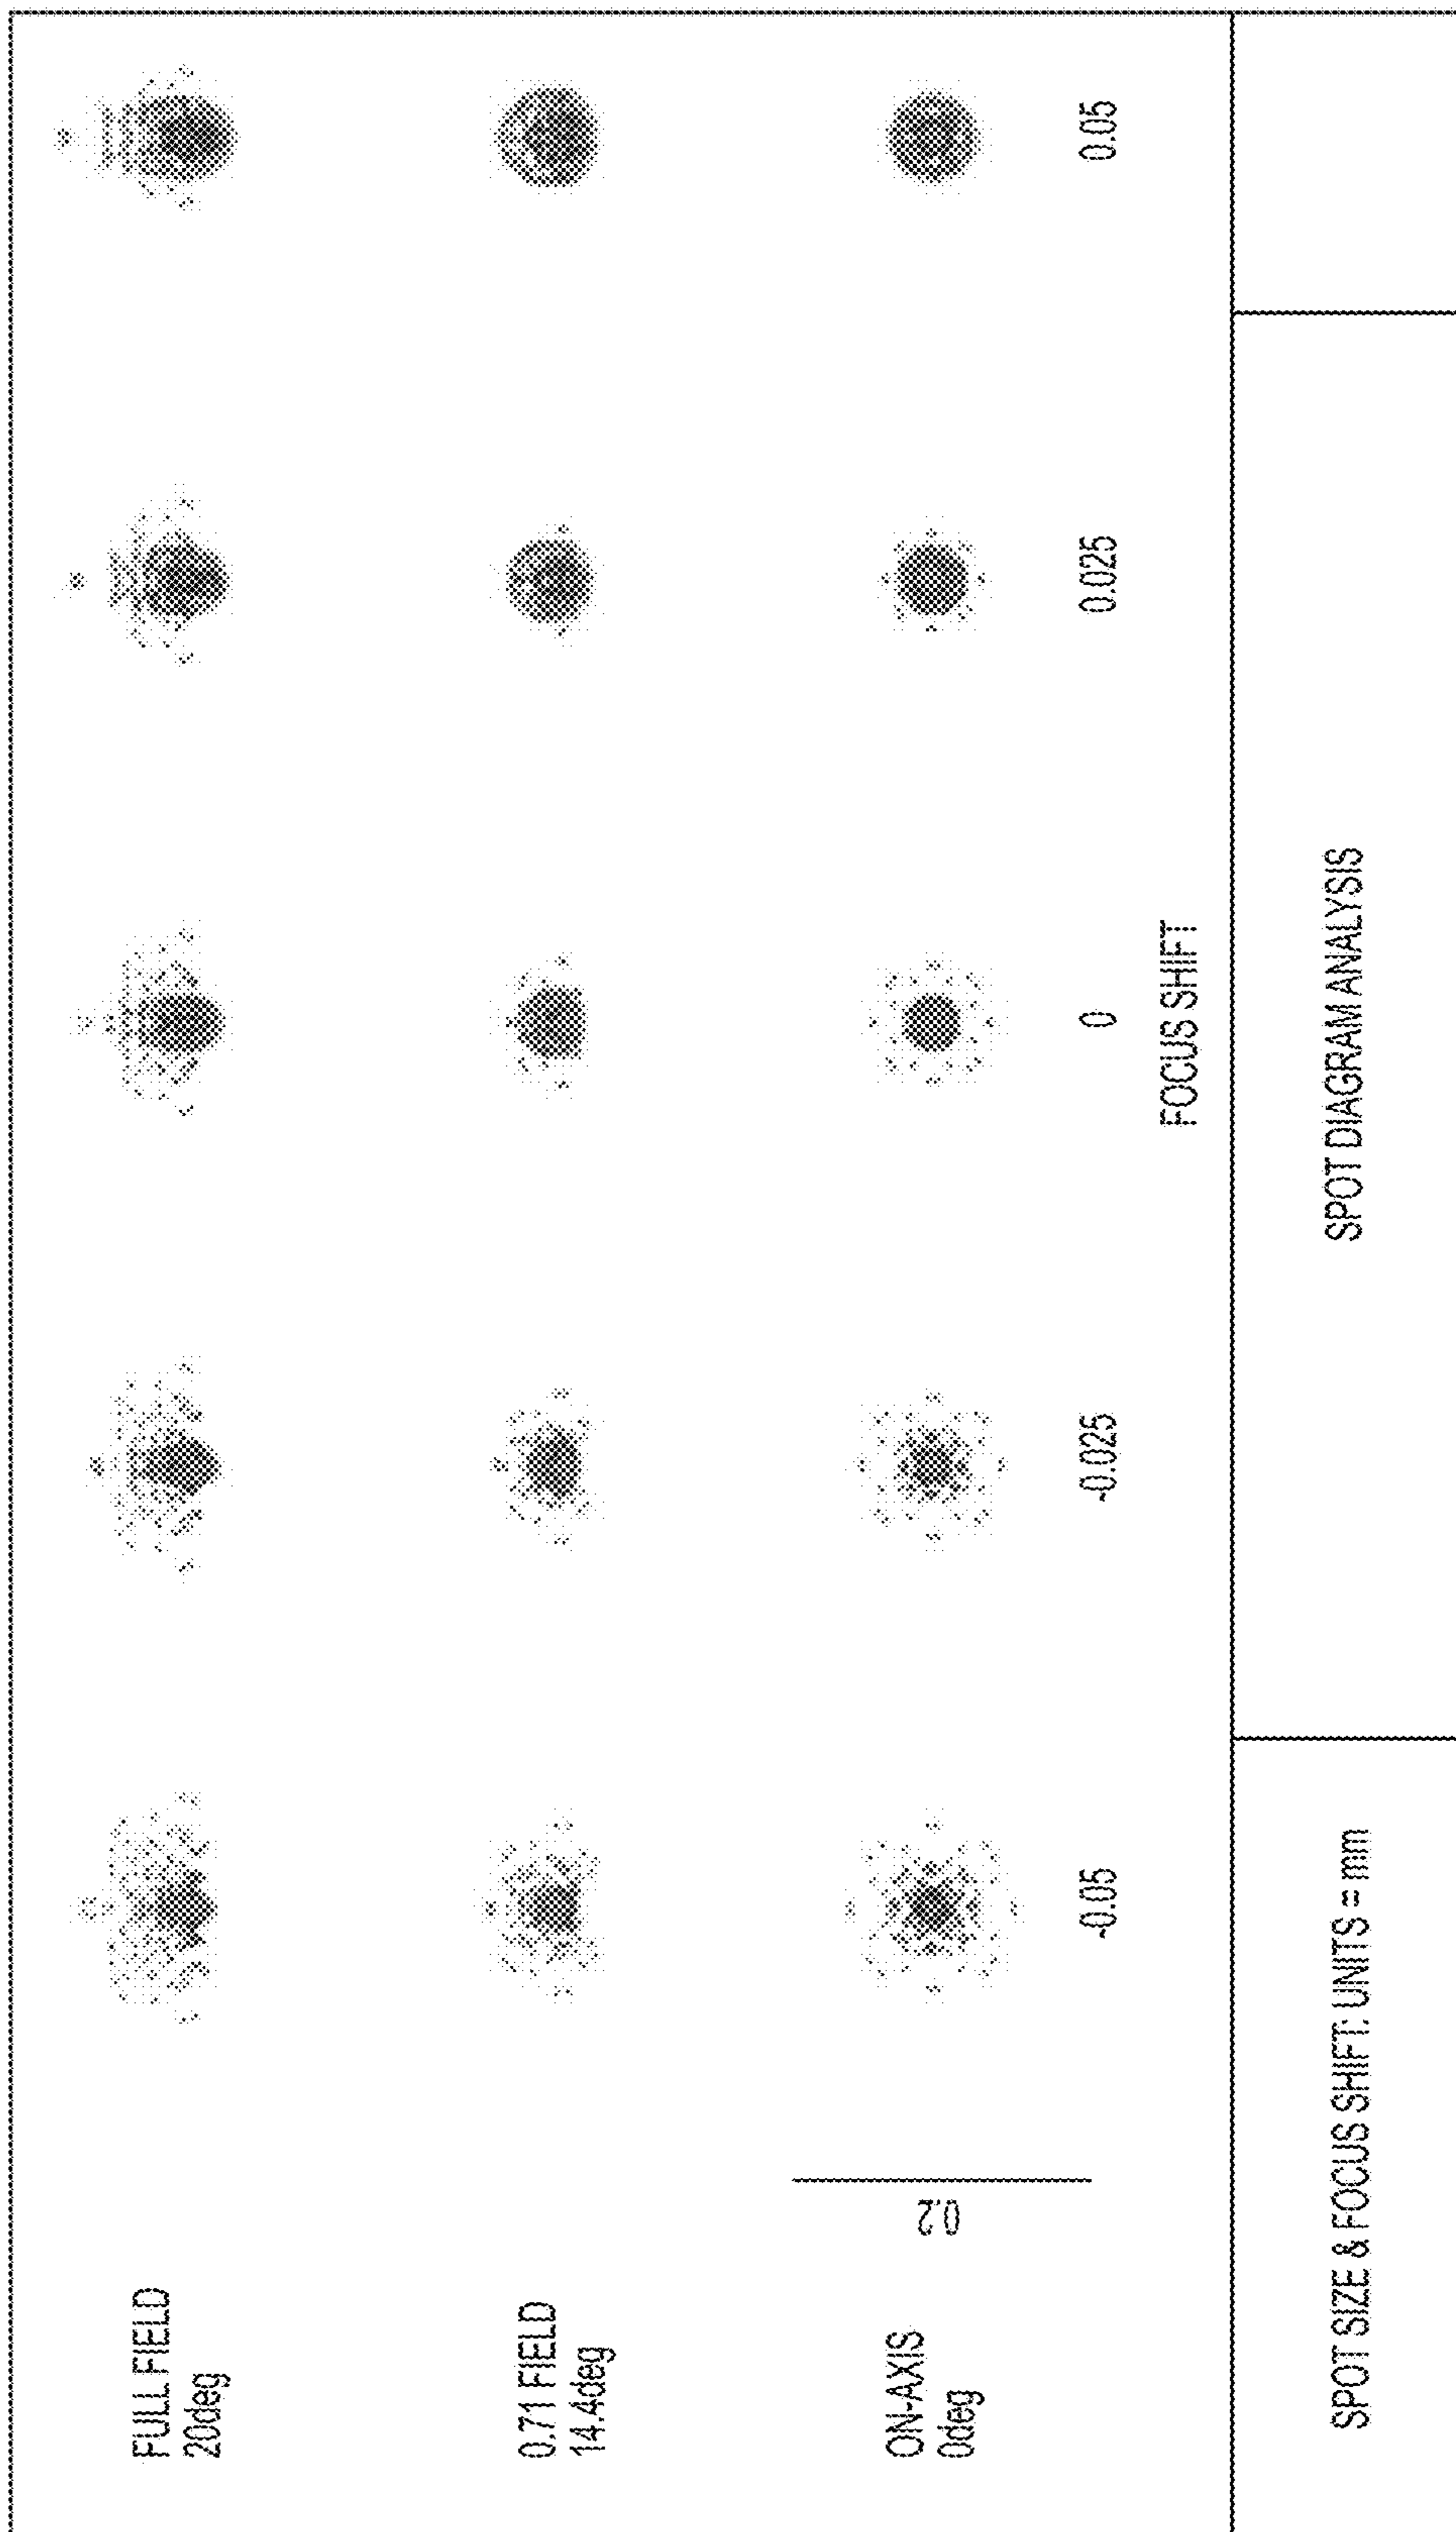 FULL FIELD
20deg
0.71 FIELD
14.4deg
ON-AXIS
0deg
0.2
-0.05
-0.025
0
0.025
0.05
FOCUS SHIFT
SPOT SIZE & FOCUS SHIFT: UNITS = mm
SPOT DIAGRAM ANALYSIS